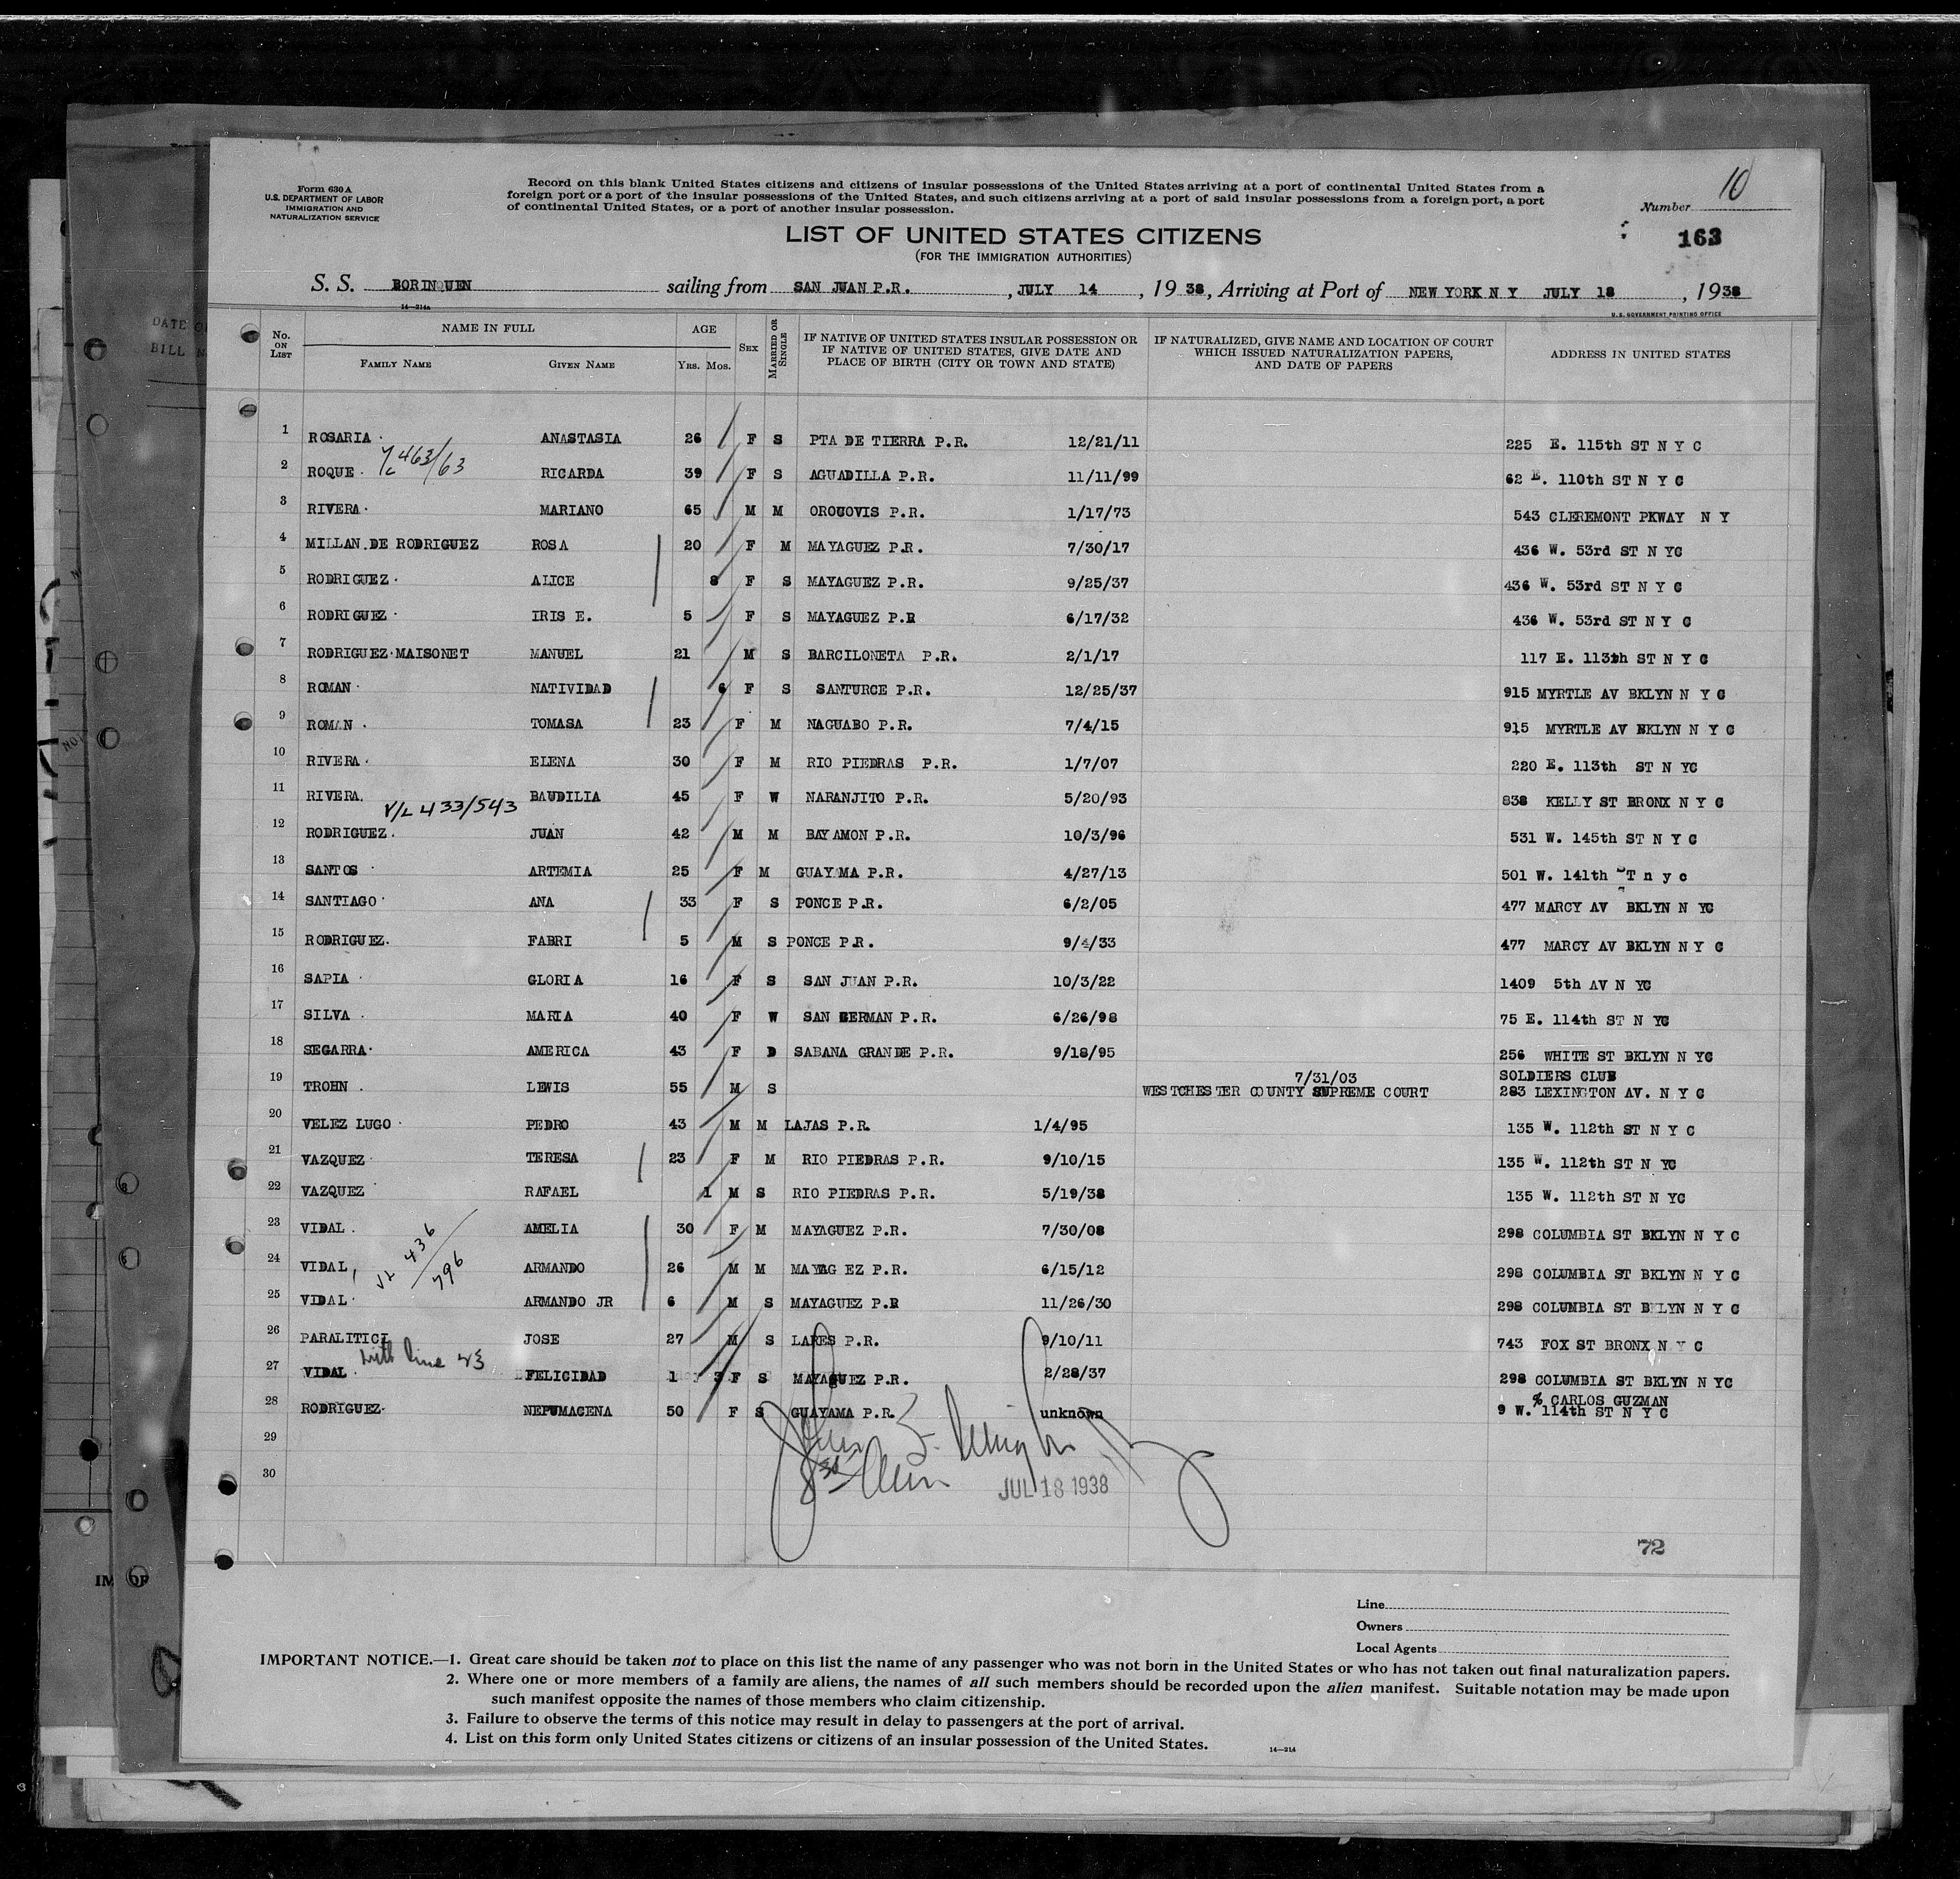 Form 630 A
U.S. DEPARTMENT OF LABOR
IMMIGRATION AND
NATURALIZATION SERVICE
Record on this blank United States citizens and citizens of insular possessions of the United States arriving at a port of continental United States from a
foreign port or a port of the insular possessions of the United States, and such citizens arriving at a port of said insular possessions from a foreign port, a port
of continental United States, or a port of another insular possession.
Number 10
163
LIST OF UNITED STATES CITIZENS
(FOR THE IMMIGRATION AUTHORITIES)
S. S. BORINQUEN sailing from SAN JUAN P.R. , JULY 14 , 19 38, Arriving at Port of NEW YORK N Y JULY 18 , 19 38
14—214a
U. S. GOVERNMENT PRINTING OFFICE
DATE O
BILL N
No. ON LIST NAME IN FULL AGE SEX MARRIED OR SINGLE IF NATIVE OF UNITED STATES INSULAR POSSESSION OR IF NATIVE OF UNITED STATES, GIVE DATE AND PLACE OF BIRTH (CITY OR TOWN AND STATE) IF NATURALIZED, GIVE NAME AND LOCATION OF COURT WHICH ISSUED NATURALIZATION PAPERS, AND DATE OF PAPERS ADDRESS IN UNITED STATES
FAMILY NAME GIVEN NAME YRS. MOS.
1 ROSARIA ANASTASIA 26 F S PTA DE TIERRA P.R. 12/21/11 225 E. 115th ST N Y C
463/63
2 ROQUE RICARDA 39 F S AGUADILLA P.R. 11/11/99 62 E. 110th ST N Y C
3 RIVERA MARIANO 65 M M OROUOVIS P.R. 1/17/73 543 CLEREMONT PKWAY N Y
4 MILLAN DE RODRIGUEZ ROSA 20 F M MAYAGUEZ P.R. 7/30/17 436 W. 53rd ST N YC
5 RODRIGUEZ ALICE 8 F S MAYAGUEZ P.R. 9/25/37 436 W. 53rd ST N Y C
6 RODRIGUEZ IRIS E. 5 F S MAYAGUEZ P.R 6/17/32 436 W. 53rd ST N Y C
7 RODRIGUEZ MAISONET MANUEL 21 M S BARCILONETA P.R. 2/1/17 117 E. 113th ST N Y C
8 ROMAN NATIVIDAD 6 F S SANTURCE P.R. 12/25/37 915 MYRTLE AV BKLYN N Y C
9 ROMAN TOMASA 23 F M NAGUABO P.R. 7/4/15 915 MYRTLE AV BKLYN N Y C
10 RIVERA ELENA 30 F M RIO PIEDRAS P.R. 1/7/07 220 E. 113th ST N YC
11 RIVERA BAUDILIA 45 F W NARANJITO P.R. 5/20/93 838 KELLY ST BRONX N Y C
V/L 433/543
12 RODRIGUEZ JUAN 42 M M BAYAMON P.R. 10/3/96 531 W. 145th ST N Y C
13 SANTOS ARTEMIA 25 F M GUAYAMA P.R. 4/27/13 501 W. 141th ST n y c
14 SANTIAGO ANA 33 F S PONCE P.R. 6/2/05 477 MARCY AV BKLYN N YC
15 RODRIGUEZ. FABRI 5 M S PONCE P.R. 9/4/33 477 MARCY AV BKLYN N Y C
16 SAPIA GLORIA 16 F S SAN JUAN P.R. 10/3/22 1409 5th AV N YC
17 SILVA MARIA 40 F W SAN GERMAN P.R. 6/26/98 75 E. 114th ST N YC
18 SEGARRA AMERICA 43 F D SABANA GRANDE P.R. 9/18/95 256 WHITE ST BKLYN N YC
7/31/03 SOLDIERS CLUB
19 TROHN LEWIS 55 M S WESTCHESTER COUNTY SUPREME COURT 283 LEXINGTON AV. N Y C
20 VELEZ LUGO PEDRO 43 M M LAJAS P.R. 1/4/95 135 W. 112th ST N Y C
21 VAZQUEZ TERESA 23 F M RIO PIEDRAS P.R. 9/10/15 135 W. 112th ST N YC
22 VAZQUEZ RAFAEL 1 M S RIO PIEDRAS P.R. 5/19/38 135 W. 112th ST N YC
23 VIDAL AMELIA 30 F M MAYAGUEZ P.R. 7/30/08 298 COLUMBIA ST BKLYN N Y C
VL 436/796
24 VIDAL, ARMANDO 26 M M MAYAG EZ P.R. 6/15/12 298 COLUMBIA ST BKLYN N Y C
25 VIDAL ARMANDO JR 6 M S MAYAGUEZ P.R 11/26/30 298 COLUMBIA ST BKLYN N Y C
26 PARALITICI JOSE 27 M S LARES P.R. 9/10/11 743 FOX ST BRONX N Y C
with line 23
27 VIDAL FELICIDAD 1 3 F S MAYAGUEZ P.R. 2/28/37 298 COLUMBIA ST BKLYN N YC
% CARLOS GUZMAN
28 RODRIGUEZ NEPUMACENA 50 F S GUAYAMA P.R. unknown 9 W. 114th ST N Y C
29
30
JUL 18 1938
72
Line
Owners
Local Agents
IMPORTANT NOTICE.—1. Great care should be taken not to place on this list the name of any passenger who was not born in the United States or who has not taken out final naturalization papers.
2. Where one or more members of a family are aliens, the names of all such members should be recorded upon the alien manifest. Suitable notation may be made upon
such manifest opposite the names of those members who claim citizenship.
3. Failure to observe the terms of this notice may result in delay to passengers at the port of arrival.
4. List on this form only United States citizens or citizens of an insular possession of the United States.
14—214